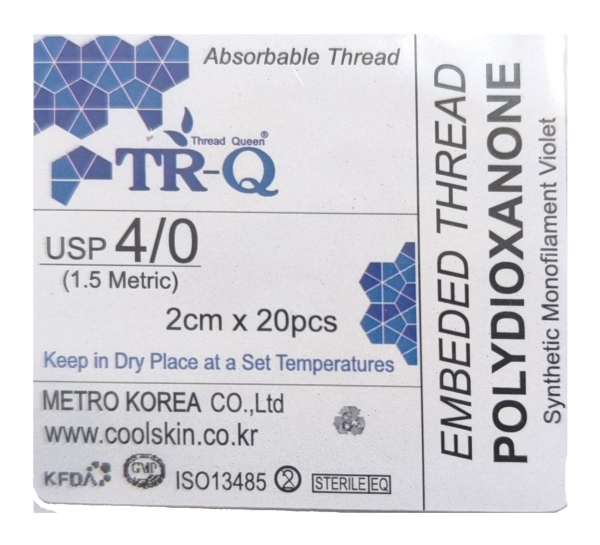 Absorbable Thread
Thread Queen®
TR-Q
USP 4/0
(1.5 Metric)
2cm x 20pcs
Keep in Dry Place at a Set Temperatures
METRO KOREA CO.,Ltd
www.coolskin.co.kr
KFDA GMP ISO13485 2 STERILE EQ
EMBEDED THREAD
POLYDIOXANONE
Synthetic Monofilament Violet